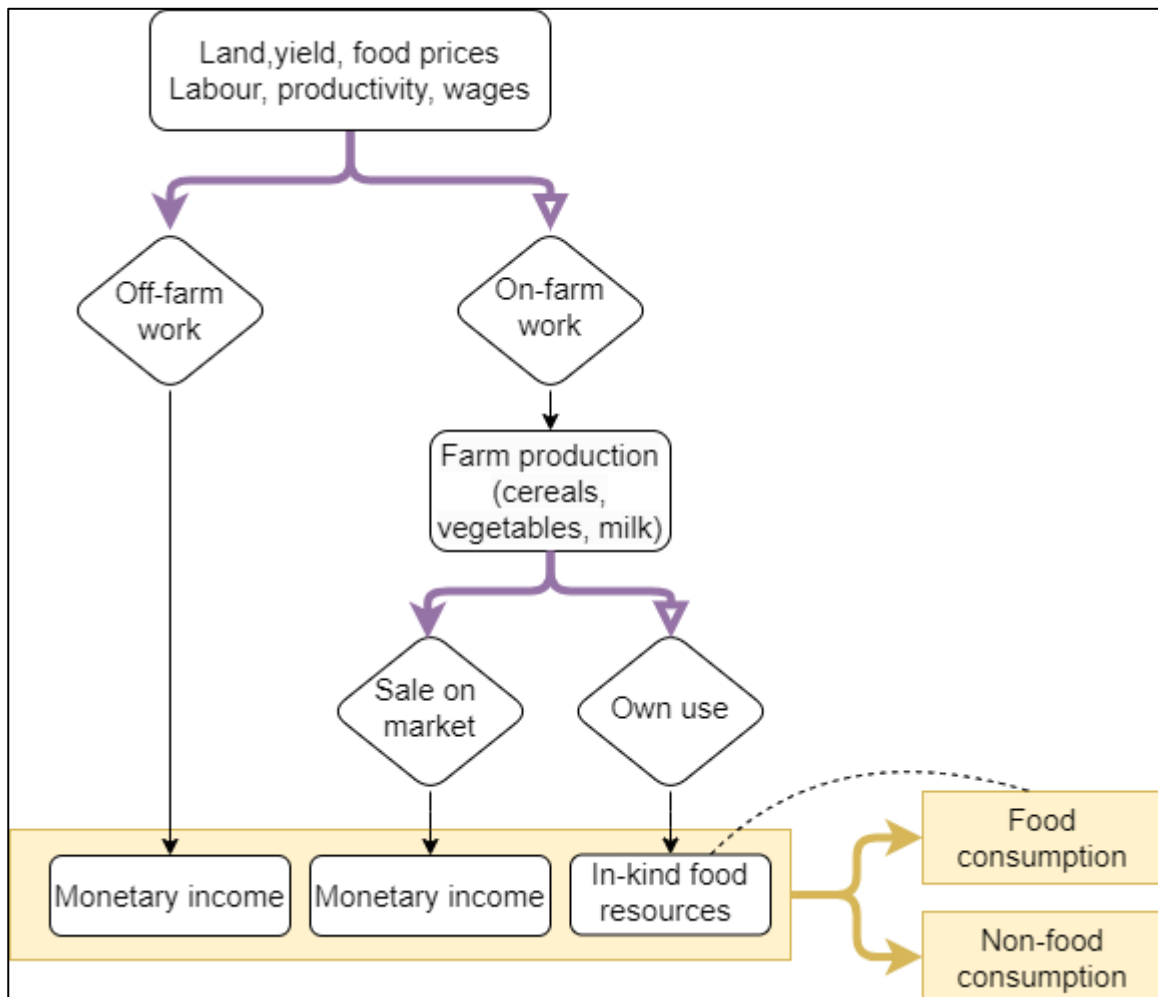 Land,yield, food prices
Labour, productivity, wages
Off-farm
work
On-farm
work
Farm production
(cereals,
vegetables, milk)
Sale on
market
Own use
Monetary income
Monetary income
In-kind food
resources
Food
consumption
Non-food
consumption